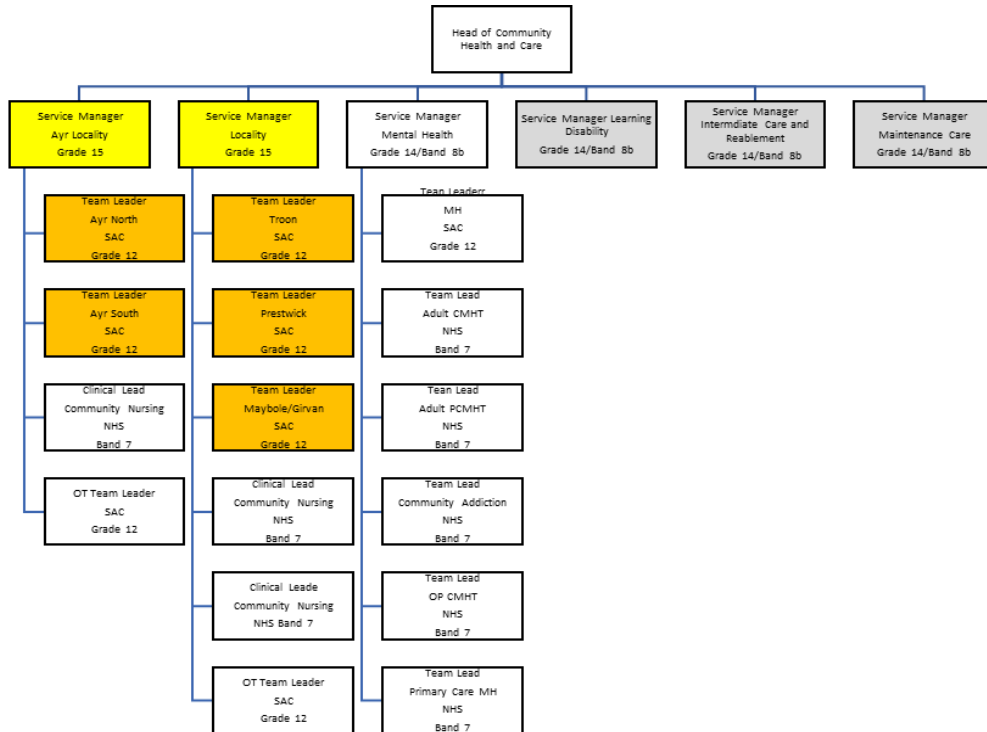 Head of Community
Health and Care
Service Manager
Ayr Locality
Grade 15
Service Manager
Locality
Grade 15
Service Manager
Mental Health
Grade 14/Band 8b
Service Manager Learning
Disability
Grade 14/Band 8b
Service Manager
Intermdiate Care and
Reablement
Grade 14/Band 8b
Service Manager
Maintenance Care
Grade 14/Band 8b
Team Leader
Ayr North
SAC
Grade 12
Team Leader
Ayr South
SAC
Grade 12
Clinical Lead
Community Nursing
NHS
Band 7
OT Team Leader
SAC
Grade 12
Team Leader
Troon
SAC
Grade 12
Team Leader
Prestwick
SAC
Grade 12
Team Leader
Maybole/Girvan
SAC
Grade 12
Clinical Lead
Community Nursing
NHS
Band 7
Clinical Leade
Community Nursing
NHS Band 7
OT Team Leader
SAC
Grade 12
Tean Leaderr
MH
SAC
Grade 12
Team Lead
Adult CMHT
NHS
Band 7
Tean Lead
Adult PCMHT
NHS
Band 7
Team Lead
Community Addiction
NHS
Band 7
Team Lead
OP CMHT
NHS
Band 7
Team Lead
Primary Care MH
NHS
Band 7